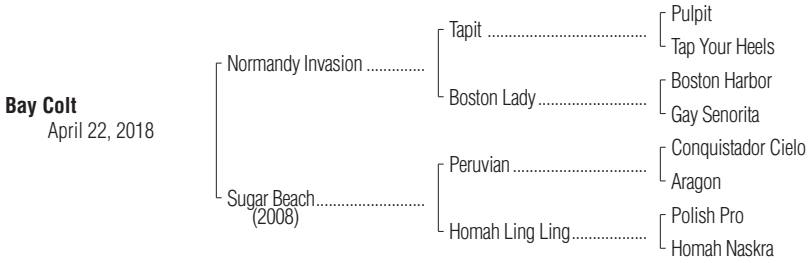 Pulpit
Tapit
Tap Your Heels
Normandy Invasion
Boston Harbor
Boston Lady
Gay Senorita
Bay Colt
April 22, 2018
Conquistador Cielo
Peruvian
Aragon
Sugar Beach
(2008)
Polish Pro
Homah Ling Ling
Homah Naskra